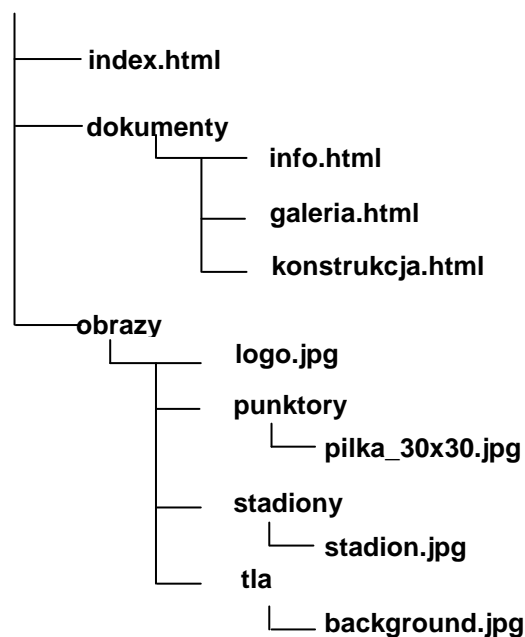 index.html
dokumenty
info.html
galeria.html
konstrukcja.html
obrazy
logo.jpg
punktory
pilka_30x30.jpg
stadiony
stadion.jpg
tla
background.jpg